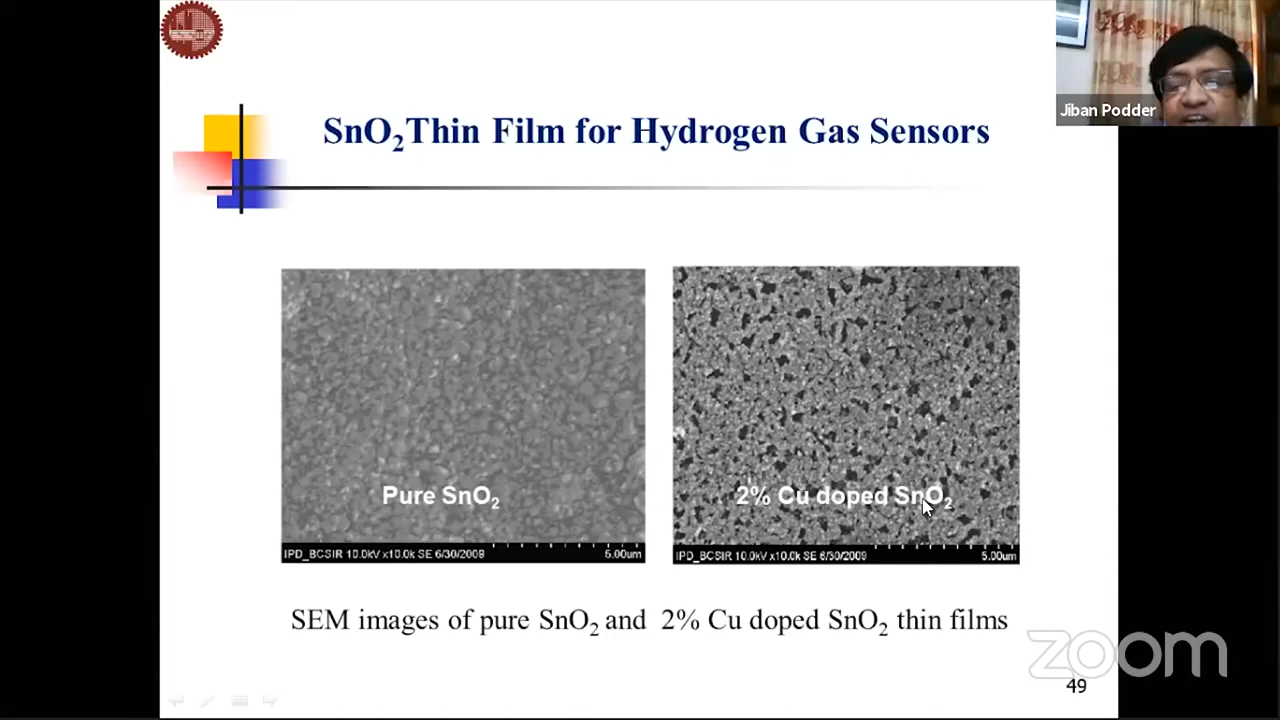 Jiban Podder
SnO₂ Thin Film for Hydrogen Gas Sensors
Pure SnO₂
2% Cu doped SnO₂
IPD_BCSIR 10.0kV x10.0k SE 6/30/2009 5.00um
IPD_BCSIR 10.0kV x10.0k SE 6/30/2009 5.00um
SEM images of pure SnO₂ and 2% Cu doped SnO₂ thin films
zoom
49